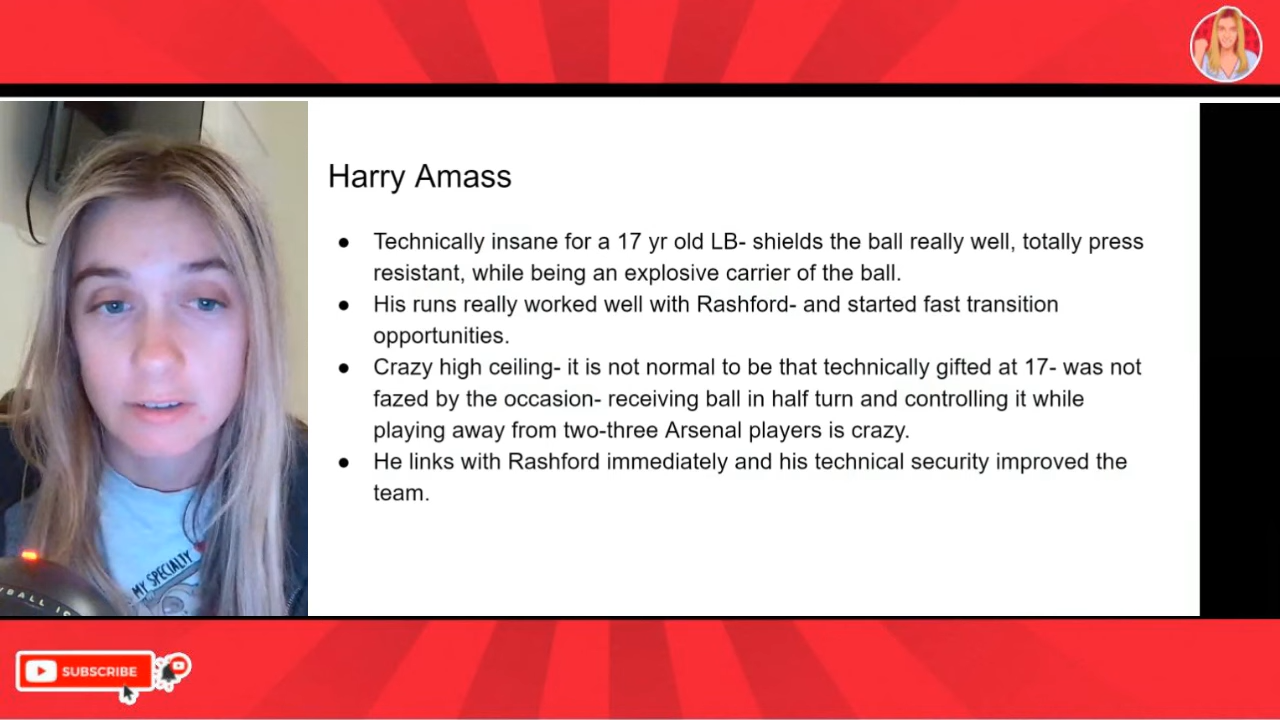 Harry Amass
● Technically insane for a 17 yr old LB- shields the ball really well, totally press
resistant, while being an explosive carrier of the ball.
● His runs really worked well with Rashford- and started fast transition
opportunities.
● Crazy high ceiling- it is not normal to be that technically gifted at 17- was not
fazed by the occasion- receiving ball in half turn and controlling it while
playing away from two-three Arsenal players is crazy.
● He links with Rashford immediately and his technical security improved the
team.
MY SPECIALTY
SUBSCRIBE